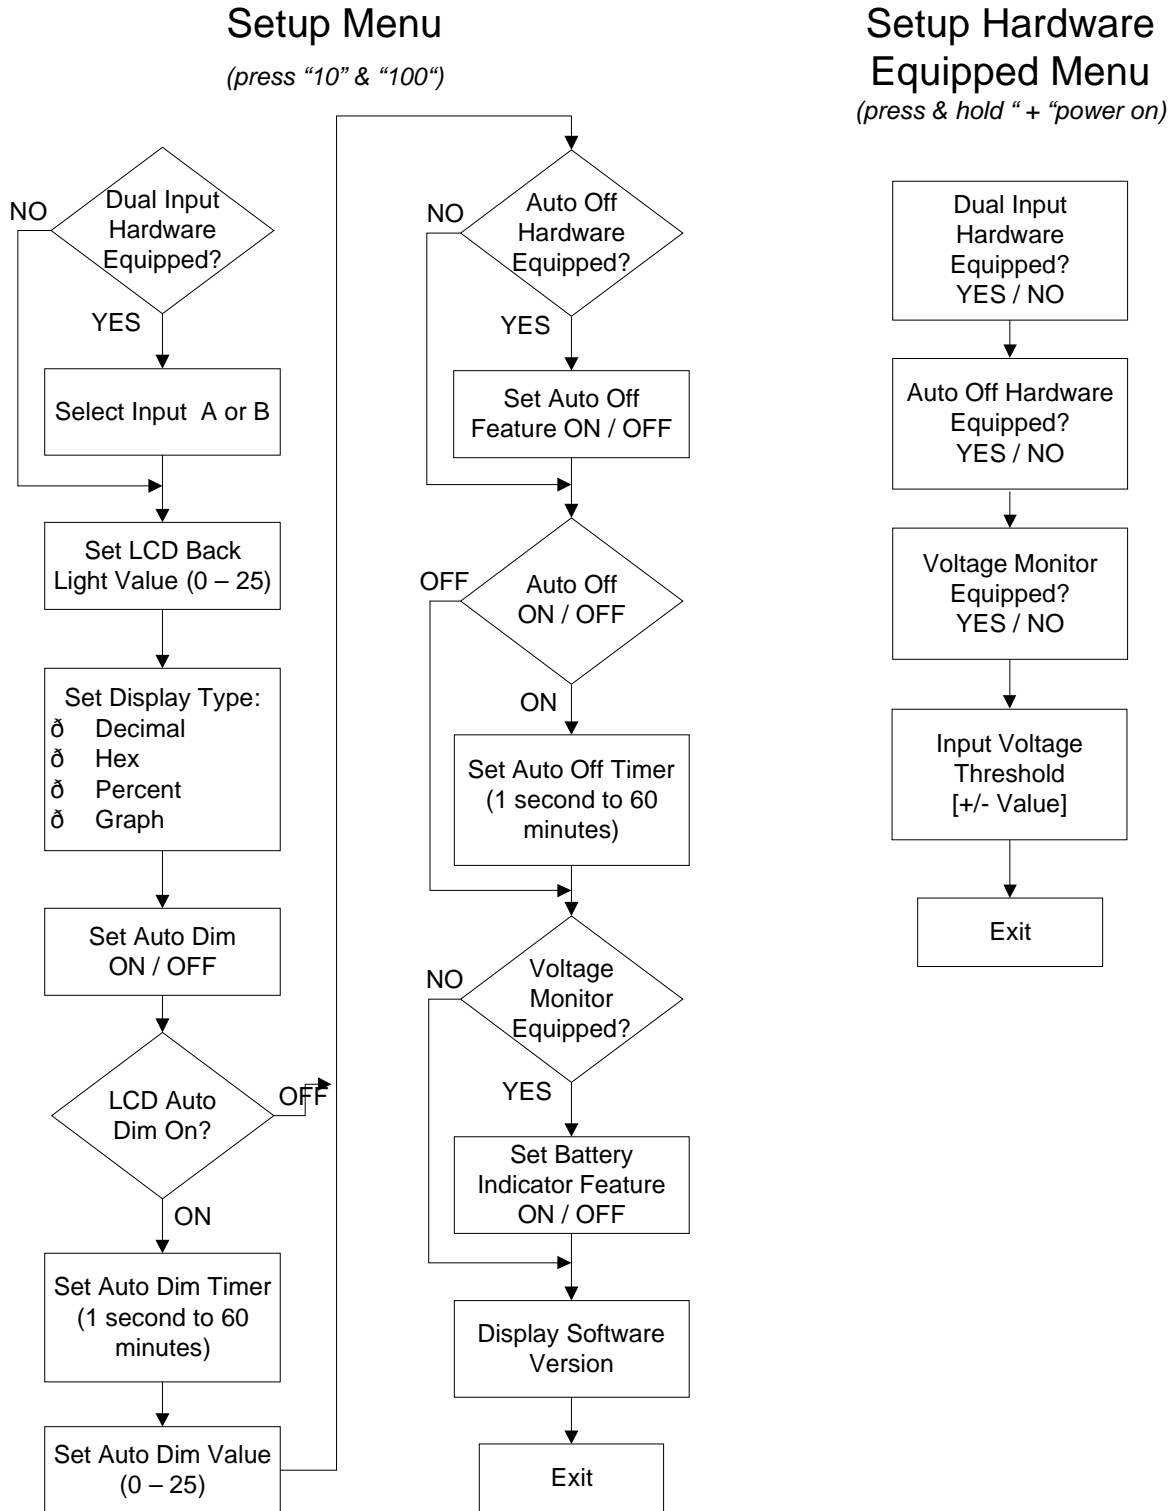 Setup Menu
(press “10” & “100“)
NO
Dual Input
Hardware
Equipped?
YES
Select Input A or B
Set LCD Back
Light Value (0 – 25)
Set Display Type:
ð Decimal
ð Hex
ð Percent
ð Graph
Set Auto Dim
ON / OFF
LCD Auto
Dim On?
OFF
ON
Set Auto Dim Timer
(1 second to 60
minutes)
Set Auto Dim Value
(0 – 25)
NO
Auto Off
Hardware
Equipped?
YES
Set Auto Off
Feature ON / OFF
OFF
Auto Off
ON / OFF
ON
Set Auto Off Timer
(1 second to 60
minutes)
NO
Voltage
Monitor
Equipped?
YES
Set Battery
Indicator Feature
ON / OFF
Display Software
Version
Exit
Setup Hardware
Equipped Menu
(press & hold “ + “power on)
Dual Input
Hardware
Equipped?
YES / NO
Auto Off Hardware
Equipped?
YES / NO
Voltage Monitor
Equipped?
YES / NO
Input Voltage
Threshold
[+/- Value]
Exit